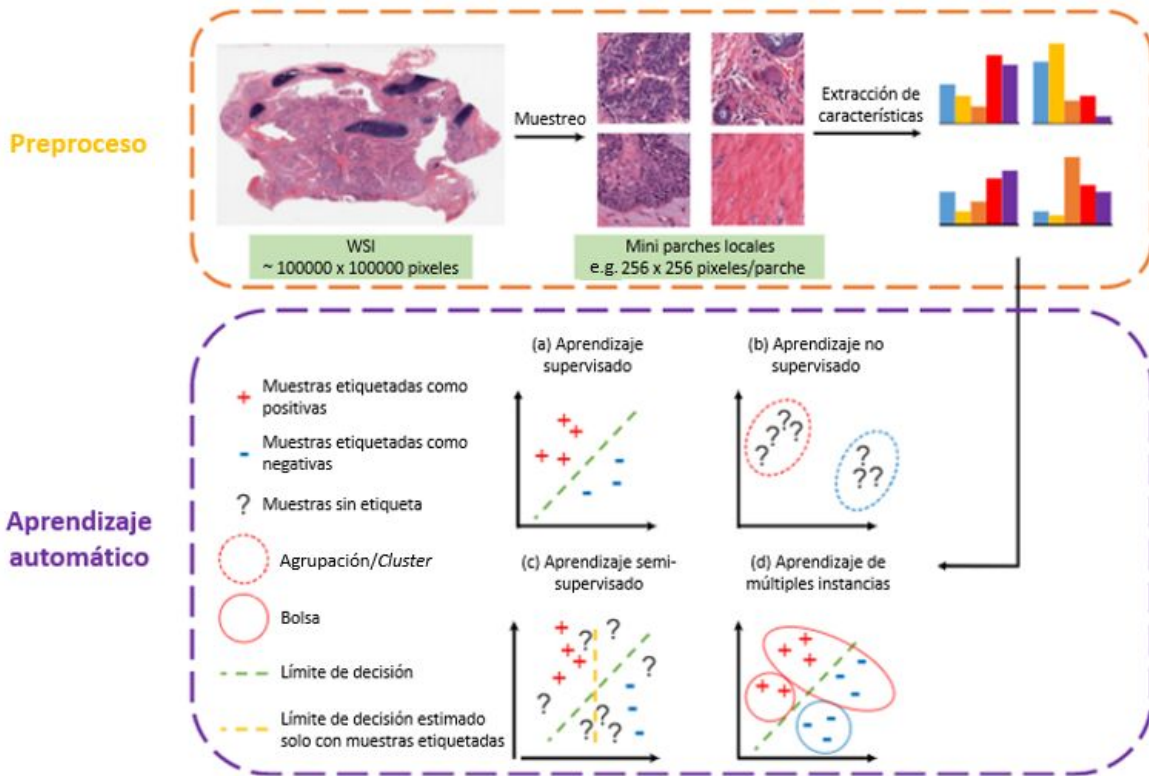 Preproceso
Muestreo
Extracción de
características
WSI
~ 100000 x 100000 pixeles
Mini parches locales
e.g. 256 x 256 pixeles/parche
Aprendizaje
automático
Muestras etiquetadas como
positivas
Muestras etiquetadas como
negativas
? Muestras sin etiqueta
Agrupación/Cluster
Bolsa
Límite de decisión
Límite de decisión estimado
solo con muestras etiquetadas
(a) Aprendizaje
supervisado
(b) Aprendizaje no
supervisado
? ? ? ?
?
? ?
?
(c) Aprendizaje semi-
supervisado
? ?
?
?
?
? ?
(d) Aprendizaje de
múltiples instancias